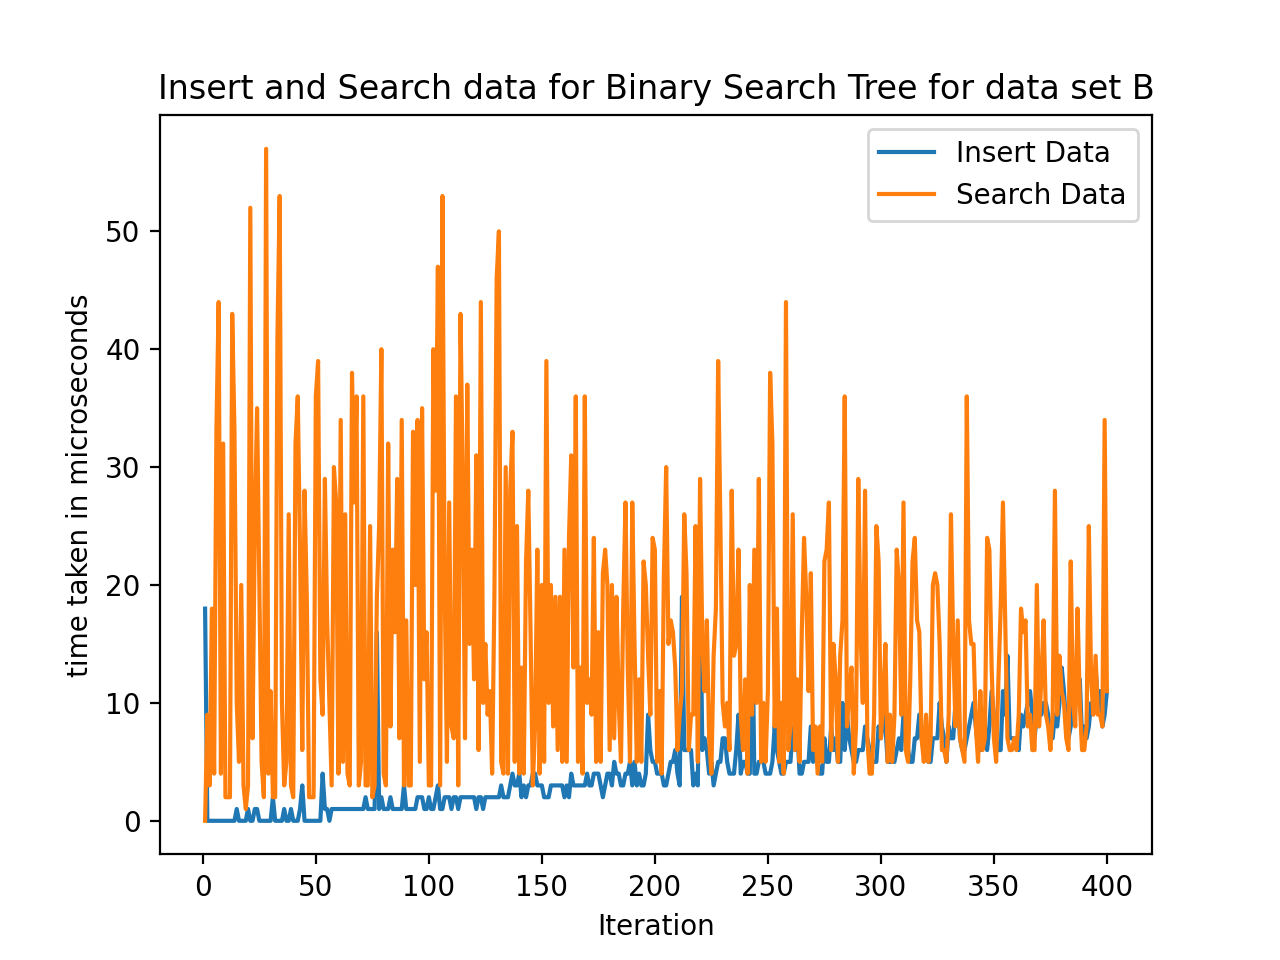 Insert and Search data for Binary Search Tree for data set B
Insert Data
Search Data
time taken in microseconds
50
40
30
20
10
0
0 50 100 150 200 250 300 350 400
Iteration